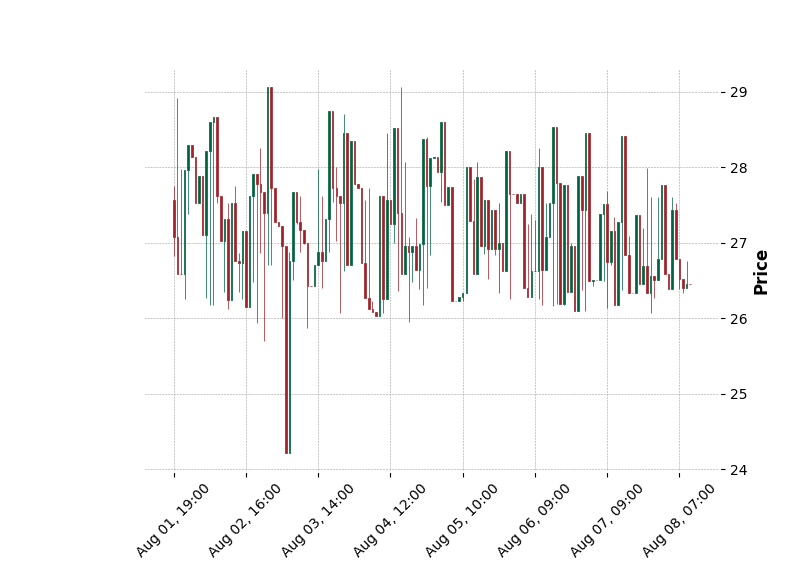 29
28
27
26
25
24
Price
Aug 01, 19:00
Aug 02, 16:00
Aug 03, 14:00
Aug 04, 12:00
Aug 05, 10:00
Aug 06, 09:00
Aug 07, 09:00
Aug 08, 07:00